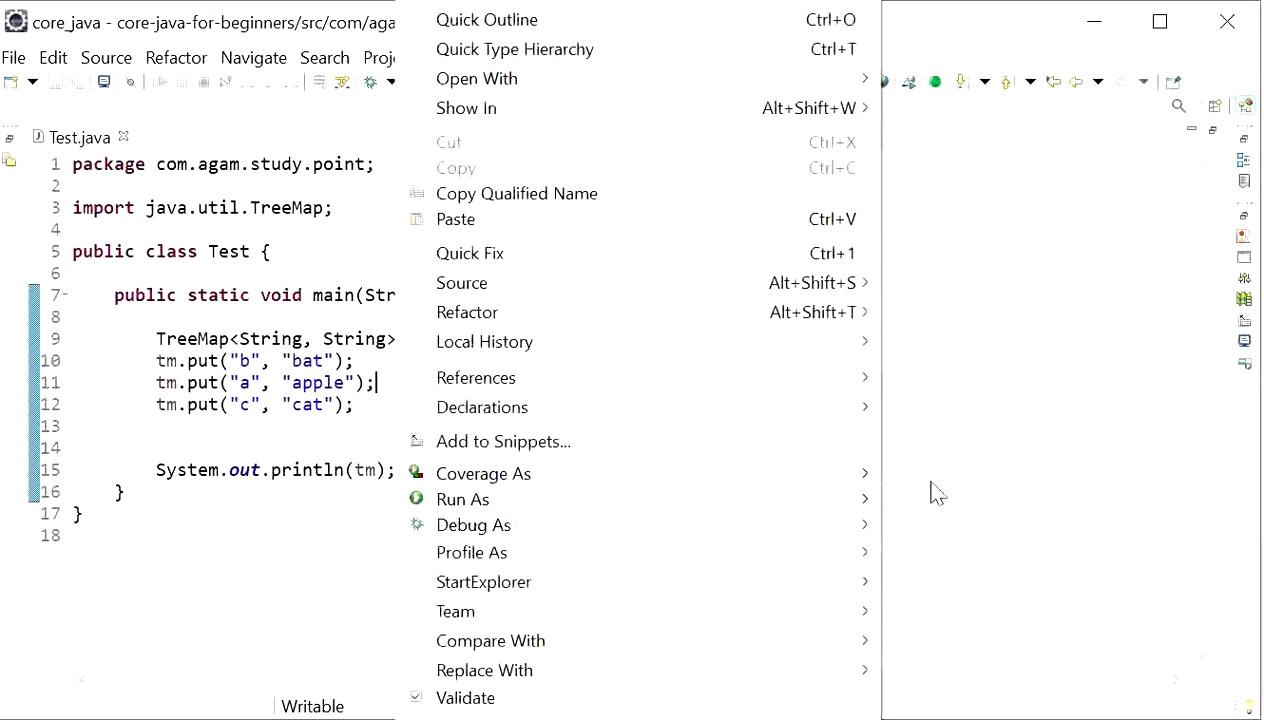 core_java - core-java-for-beginners/src/com/aga
File Edit Source Refactor Navigate Search Proj
Test.java
1 package com.agam.study.point;
2
3 import java.util.TreeMap;
4
5 public class Test {
6
7 public static void main(Str
8
9 TreeMap<String, String>
10 tm.put("b", "bat");
11 tm.put("a", "apple");
12 tm.put("c", "cat");
13
14
15 System.out.println(tm);
16 }
17 }
18
Writable
Quick Outline Ctrl+O
Quick Type Hierarchy Ctrl+T
Open With
Show In Alt+Shift+W
Cut Ctrl+X
Copy Ctrl+C
Copy Qualified Name
Paste Ctrl+V
Quick Fix Ctrl+1
Source Alt+Shift+S
Refactor Alt+Shift+T
Local History
References
Declarations
Add to Snippets...
Coverage As
Run As
Debug As
Profile As
StartExplorer
Team
Compare With
Replace With
Validate